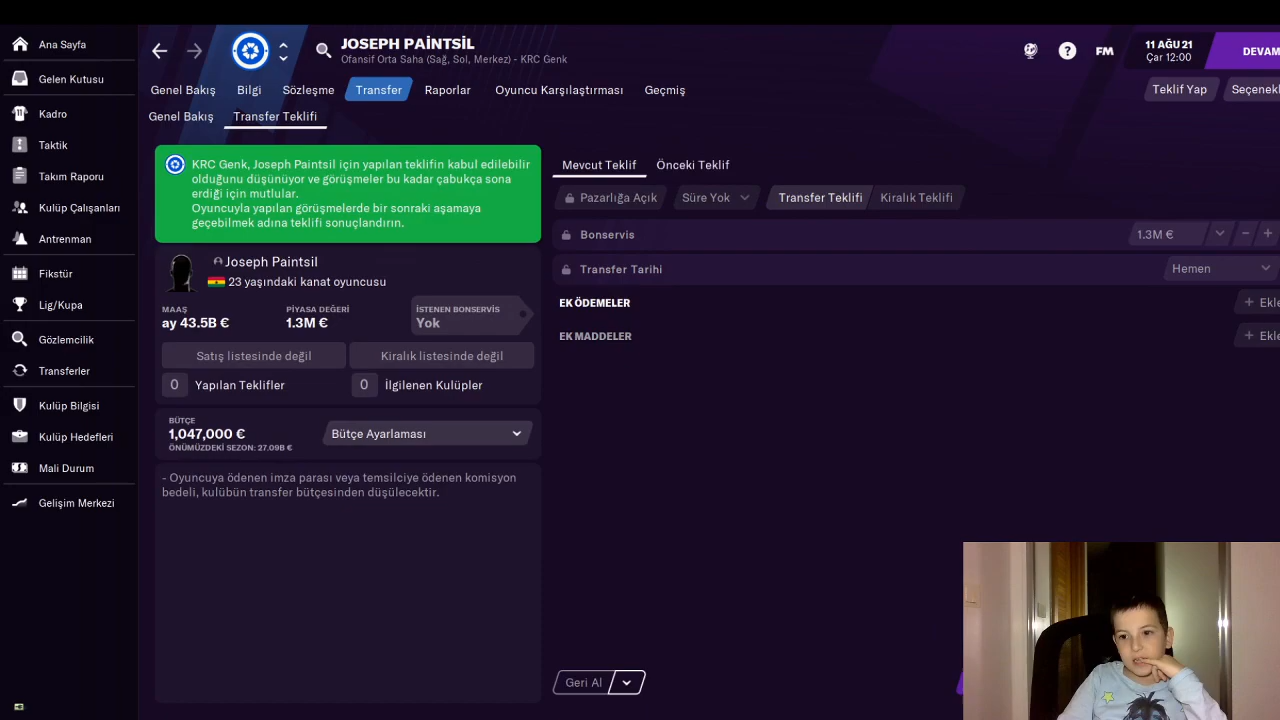 Ana Sayfa
Gelen Kutusu
Kadro
Taktik
Takım Raporu
Kulüp Çalışanları
Antrenman
Fikstür
Lig/Kupa
Gözlemcilik
Transferler
Kulüp Bilgisi
Kulüp Hedefleri
Mali Durum
Gelişim Merkezi
JOSEPH PAİNTSİL
Ofansif Orta Saha (Sağ, Sol, Merkez) - KRC Genk
FM
11 AĞU 21
Çar 12:00
DEVAM
Genel Bakış Bilgi Sözleşme Transfer Raporlar Oyuncu Karşılaştırması Geçmiş
Teklif Yap Seçenekl
Genel Bakış Transfer Teklifi
KRC Genk, Joseph Paintsil için yapılan teklifin kabul edilebilir
olduğunu düşünüyor ve görüşmeler bu kadar çabukça sona
erdiği için mutlular.
Oyuncuyla yapılan görüşmelerde bir sonraki aşamaya
geçebilmek adına teklifi sonuçlandırın.
Joseph Paintsil
23 yaşındaki kanat oyuncusu
MAAŞ
ay 43.5B €
PİYASA DEĞERİ
1.3M €
İSTENEN BONSERVİS
Yok
Satış listesinde değil Kiralık listesinde değil
0 Yapılan Teklifler 0 İlgilenen Kulüpler
BÜTÇE
1,047,000 €
ÖNÜMÜZDEKİ SEZON: 27.09B €
Bütçe Ayarlaması
- Oyuncuya ödenen imza parası veya temsilciye ödenen komisyon
bedeli, kulübün transfer bütçesinden düşülecektir.
Mevcut Teklif Önceki Teklif
Pazarlığa Açık Süre Yok Transfer Teklifi Kiralık Teklifi
Bonservis 1.3M € − +
Transfer Tarihi Hemen
EK ÖDEMELER + Ekle
EK MADDELER + Ekle
Geri Al